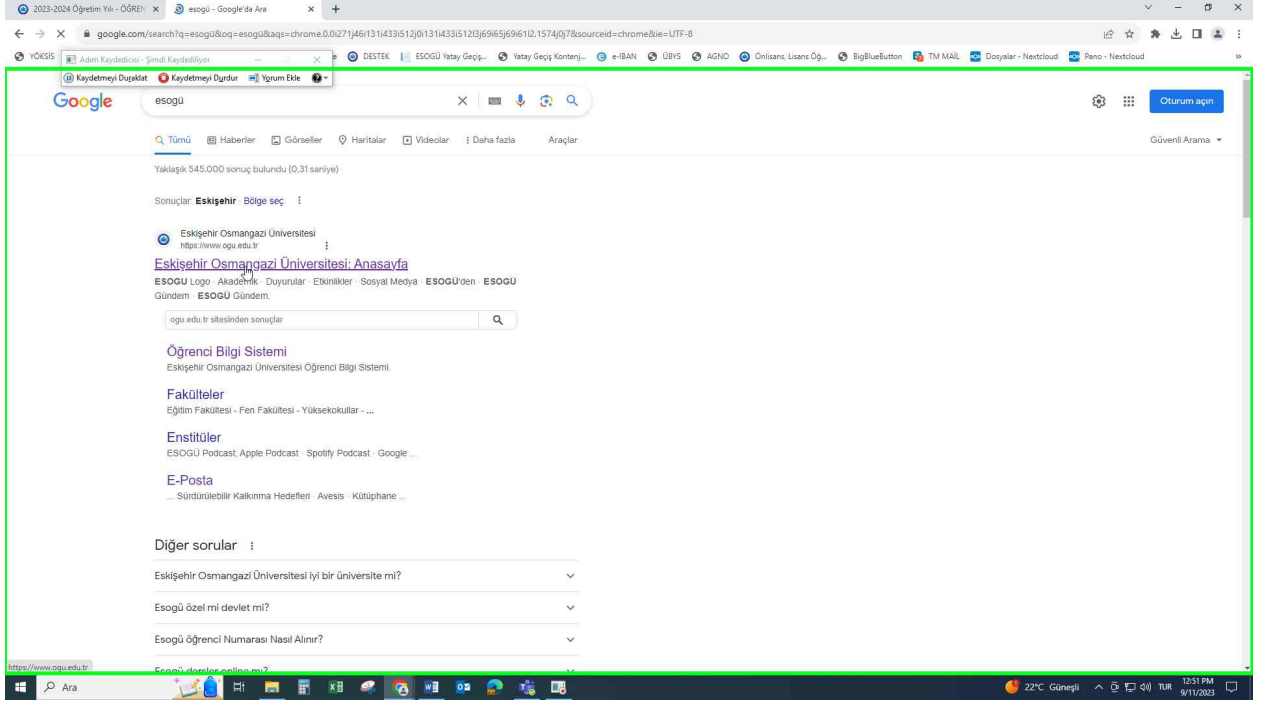 2023-2024 Öğretim Yılı - ÖĞREN
esogü - Google'da Ara
google.com/search?q=esogü&oq=esogü&aqs=chrome.0.0i271j46i131i433i512j0i131i433i512l3j69i65j69i61l2.1574j0j7&sourceid=chrome&ie=UTF-8
YÖKSİS
DESTEK
ESOGÜ Yatay Geçiş...
Yatay Geçiş Kontenj...
e-IBAN
ÜBYS
AGNO
Önlisans, Lisans Öğ...
BigBlueButton
TM MAİL
Dosyalar - Nextcloud
Pano - Nextcloud
Adım Kaydedicisi - Şimdi Kaydediliyor
Kaydetmeyi Duraklat Kaydetmeyi Durdur Yorum Ekle
Google esogü Oturum açın
Tümü Haberler Görseller Haritalar Videolar Daha fazla Araçlar Güvenli Arama
Yaklaşık 545.000 sonuç bulundu (0,31 saniye)
Sonuçlar: Eskişehir · Bölge seç
Eskişehir Osmangazi Üniversitesi
https://www.ogu.edu.tr
Eskişehir Osmangazi Üniversitesi: Anasayfa
ESOGU Logo · Akademik · Duyurular · Etkinlikler · Sosyal Medya · ESOGÜ'den · ESOGÜ
Gündem · ESOGÜ Gündem.
ogu.edu.tr sitesinden sonuçlar
Öğrenci Bilgi Sistemi
Eskişehir Osmangazi Üniversitesi Öğrenci Bilgi Sistemi.
Fakülteler
Eğitim Fakültesi - Fen Fakültesi - Yüksekokullar - ...
Enstitüler
ESOGÜ Podcast; Apple Podcast · Spotify Podcast · Google ...
E-Posta
... Sürdürülebilir Kalkınma Hedefleri · Avesis · Kütüphane ...
Diğer sorular
Eskişehir Osmangazi Üniversitesi iyi bir üniversite mi?
Esogü özel mi devlet mi?
Esogü öğrenci Numarası Nasıl Alınır?
Esogü dersler online mı?
https://www.ogu.edu.tr
Ara
22°C Güneşli
TUR
12:51 PM
9/11/2023